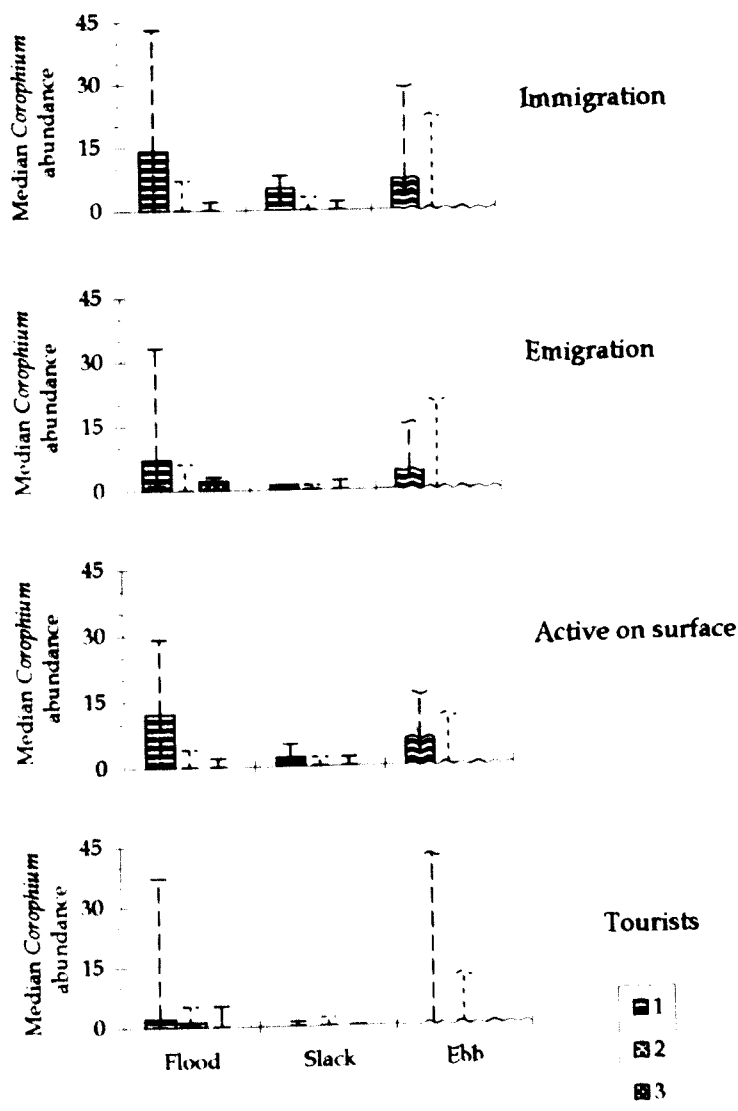 45
30
15
0
Median Corophium
abundance
Immigration
45
30
15
0
Median Corophium
abundance
Emigration
45
30
15
0
Median Corophium
abundance
Active on surface
45
30
15
0
Median Corophium
abundance
Tourists
Flood
Slack
Ebb
1
2
3